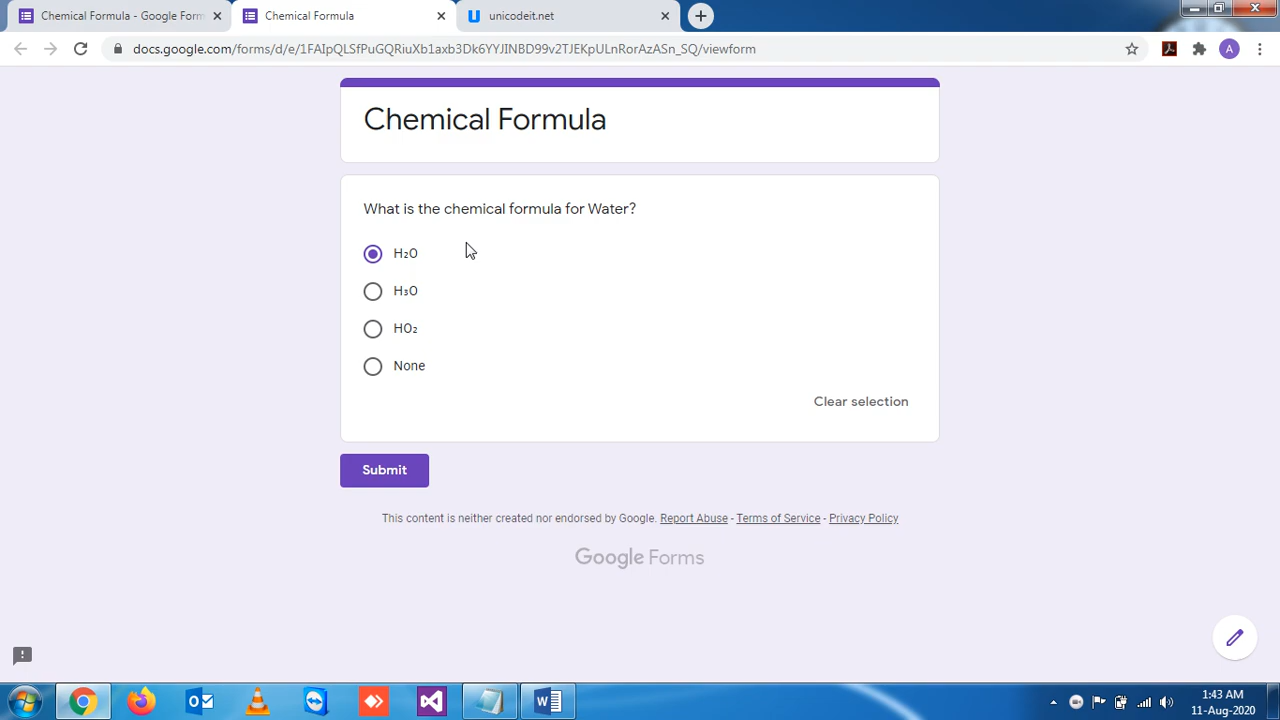 Chemical Formula - Google Form
Chemical Formula
unicodeit.net
docs.google.com/forms/d/e/1FAIpQLSfPuGQRiuXb1axb3Dk6YYJINBD99v2TJEKpULnRorAzASn_SQ/viewform
A
Chemical Formula
What is the chemical formula for Water?
H₂O
H₃O
HO₂
None
Clear selection
Submit
This content is neither created nor endorsed by Google. Report Abuse - Terms of Service - Privacy Policy
Google Forms
1:43 AM
11-Aug-2020